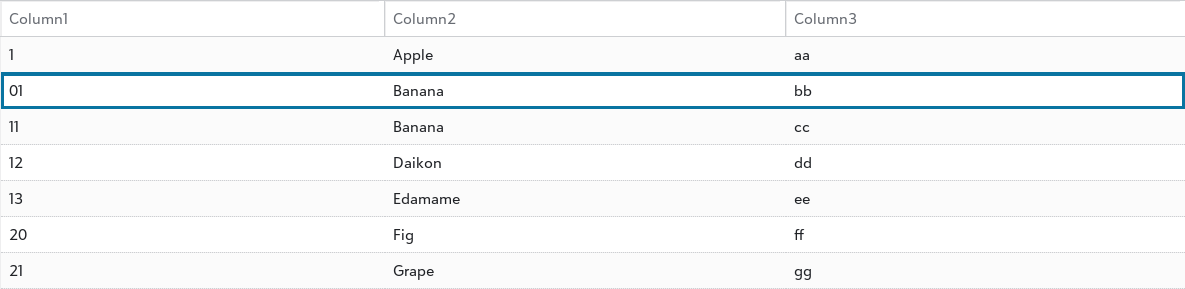 Column1 Column2 Column3
1 Apple aa
01 Banana bb
11 Banana cc
12 Daikon dd
13 Edamame ee
20 Fig ff
21 Grape gg